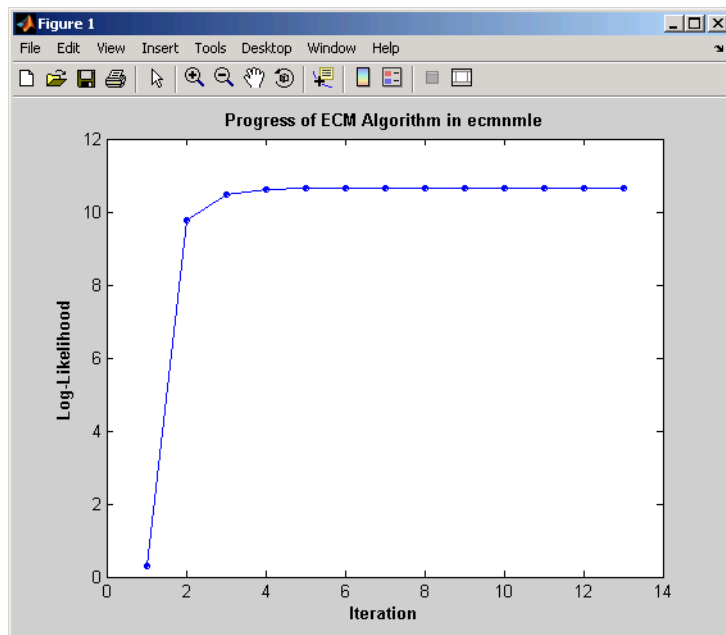 Figure 1
File Edit View Insert Tools Desktop Window Help
Progress of ECM Algorithm in ecmnmle
12
10
8
6
4
2
0
Log-Likelihood
0 2 4 6 8 10 12 14
Iteration